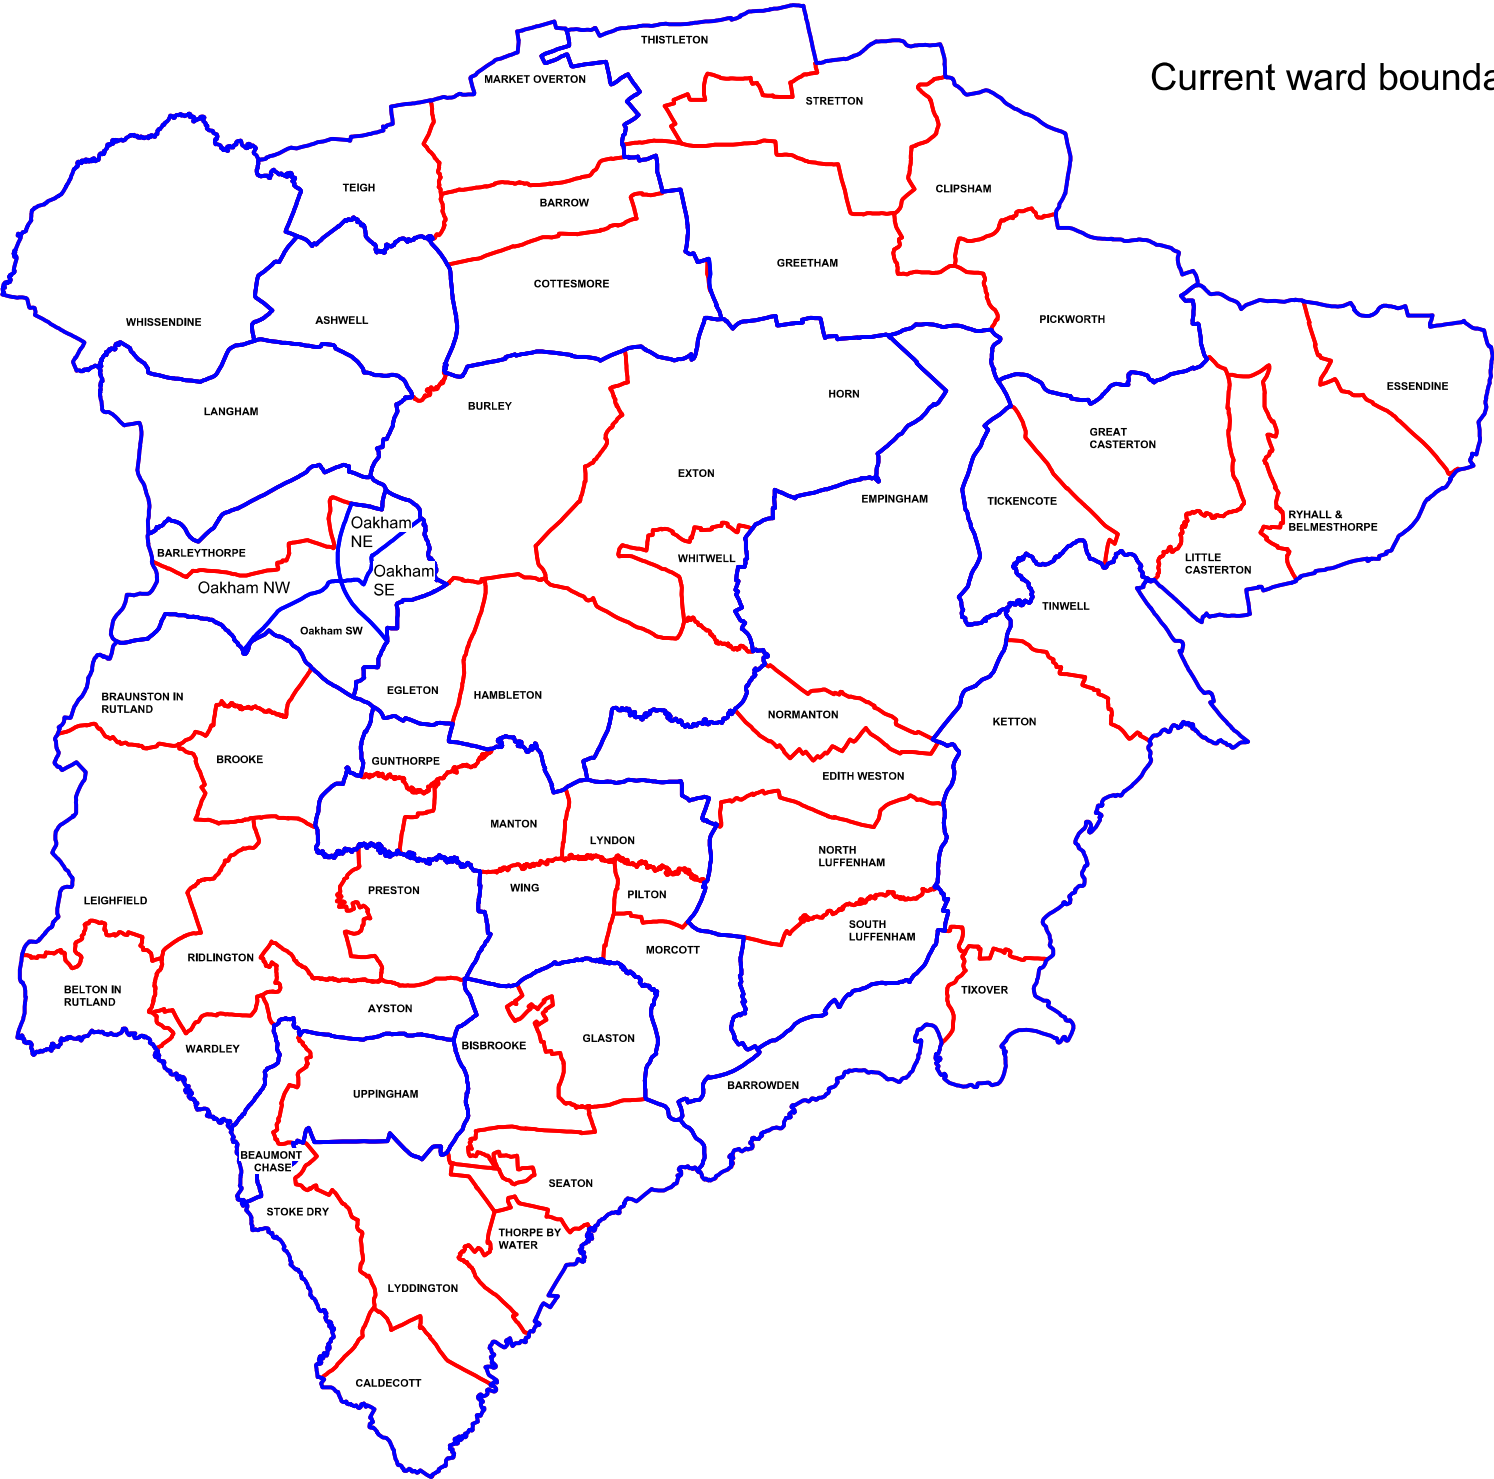 THISTLETON
Current ward bounda
MARKET OVERTON
STRETTON
TEIGH
CLIPSHAM
BARROW
GREETHAM
COTTESMORE
WHISSENDINE
ASHWELL
PICKWORTH
ESSENDINE
HORN
LANGHAM
BURLEY
GREAT
CASTERTON
EXTON
EMPINGHAM
TICKENCOTE
RYHALL &
BELMESTHORPE
Oakham
NE
BARLEYTHORPE
WHITWELL
LITTLE
CASTERTON
Oakham
SE
Oakham NW
TINWELL
Oakham SW
EGLETON
HAMBLETON
BRAUNSTON IN
RUTLAND
NORMANTON
KETTON
BROOKE
GUNTHORPE
EDITH WESTON
MANTON
LYNDON
NORTH
LUFFENHAM
PRESTON
WING
PILTON
LEIGHFIELD
SOUTH
LUFFENHAM
RIDLINGTON
MORCOTT
BELTON IN
RUTLAND
TIXOVER
AYSTON
WARDLEY
BISBROOKE
GLASTON
UPPINGHAM
BARROWDEN
BEAUMONT
CHASE
SEATON
STOKE DRY
THORPE BY
WATER
LYDDINGTON
CALDECOTT